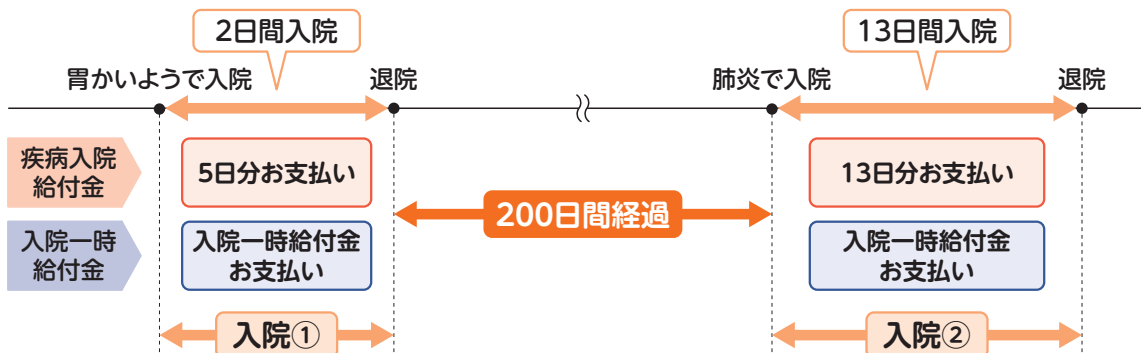 2日間入院
13日間入院
胃かいようで入院
退院
肺炎で入院
退院
疾病入院
給付金
5日分お支払い
13日分お支払い
200日間経過
入院一時
給付金
入院一時給付金
お支払い
入院一時給付金
お支払い
入院①
入院②